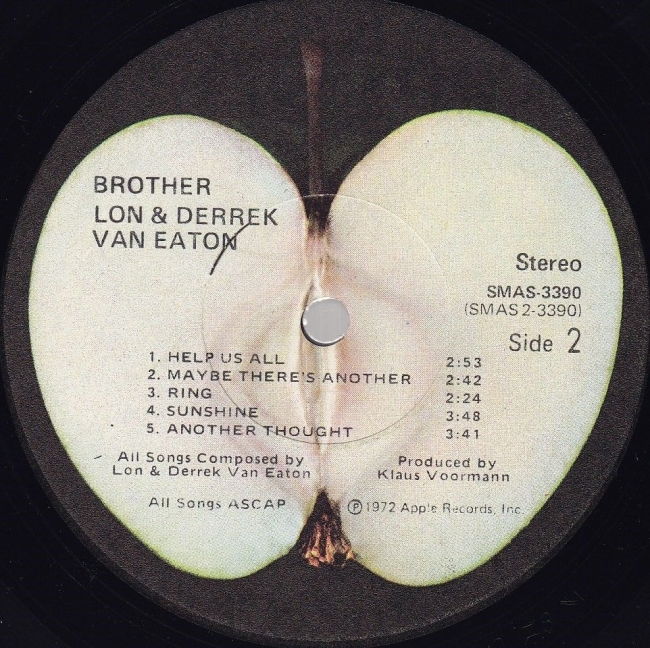 BROTHER
LON & DERREK
VAN EATON
Stereo
SMAS-3390
(SMAS 2-3390)
Side 2
1. HELP US ALL 2:53
2. MAYBE THERE'S ANOTHER 2:42
3. RING 2:24
4. SUNSHINE 3:48
5. ANOTHER THOUGHT 3:41
All Songs Composed by
Lon & Derrek Van Eaton
Produced by
Klaus Voormann
All Songs ASCAP
℗ 1972 Apple Records, Inc.